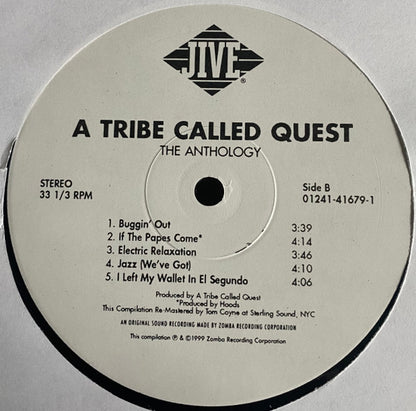 JIVE®
A TRIBE CALLED QUEST
THE ANTHOLOGY
STEREO
33 1/3 RPM
Side B
01241-41679-1
1. Buggin' Out 3:39
2. If The Papes Come* 4:14
3. Electric Relaxation 3:46
4. Jazz (We've Got) 4:10
5. I Left My Wallet In El Segundo 4:06
Produced by A Tribe Called Quest
*Produced by Hoods
This Compilation Re-Mastered by Tom Coyne at Sterling Sound, NYC
AN ORIGINAL SOUND RECORDING MADE BY ZOMBA RECORDING CORPORATION
This compilation ℗ & ©1999 Zomba Recording Corporation